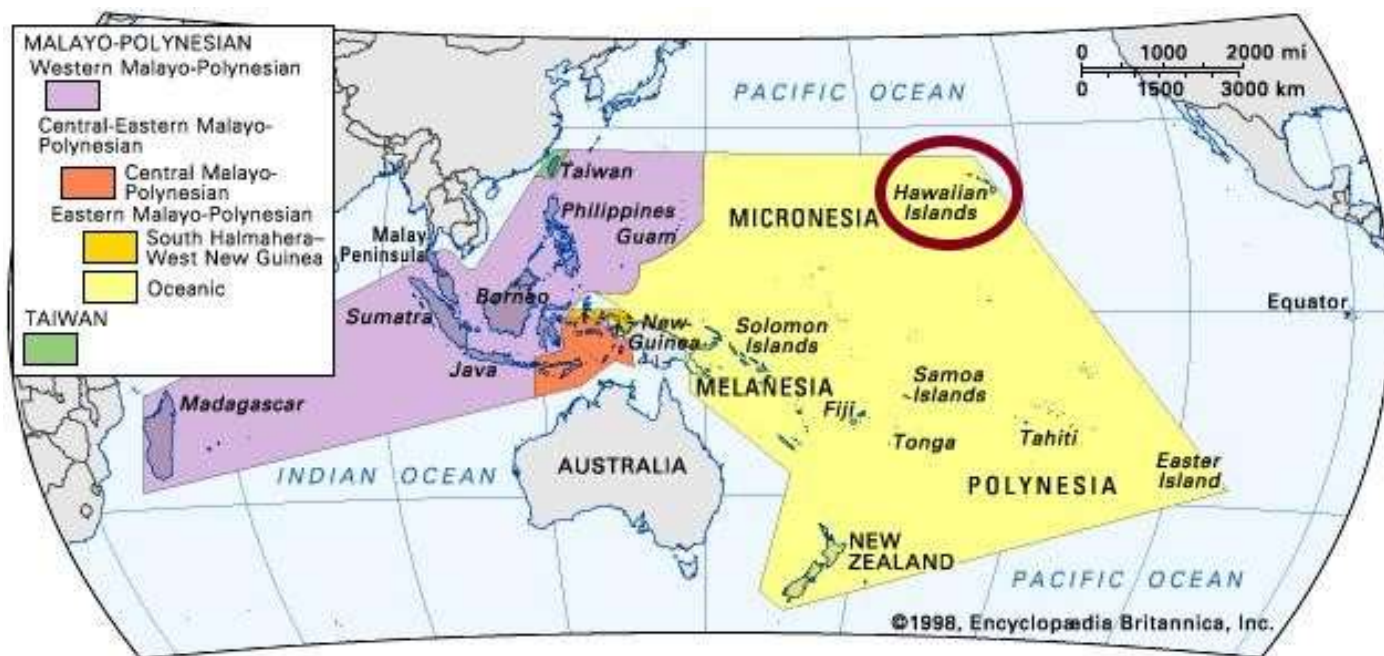 MALAYO-POLYNESIAN
Western Malayo-Polynesian
Central-Eastern Malayo-
Polynesian
Central Malayo-
Polynesian
Eastern Malayo-Polynesian
South Halmahera–
West New Guinea
Oceanic
TAIWAN
0 1000 2000 mi
0 1500 3000 km
PACIFIC OCEAN
Taiwan
Hawaiian
Islands
Philippines
MICRONESIA
Guam
Malay
Peninsula
Borneo
Equator
Sumatra
New
Guinea
Solomon
Islands
Java
MELANESIA
Samoa
Islands
Madagascar
Fiji
Tonga
Tahiti
INDIAN OCEAN
AUSTRALIA
Easter
Island
POLYNESIA
NEW
ZEALAND
PACIFIC OCEAN
©1998, Encyclopædia Britannica, Inc.